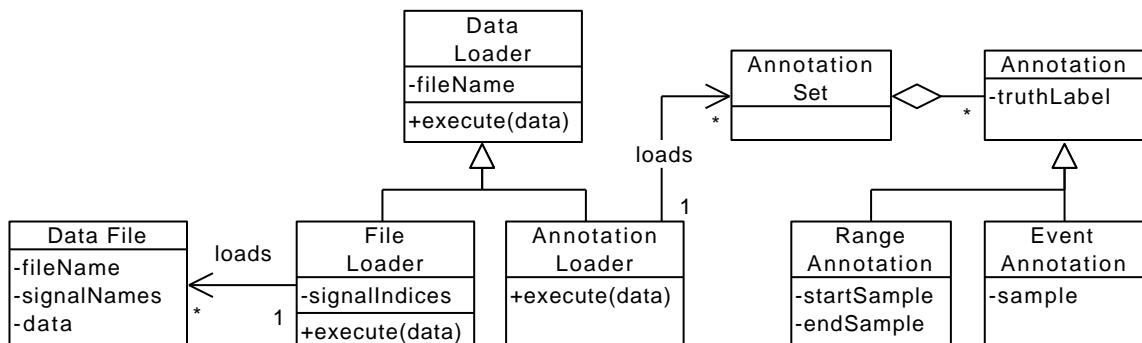 Data
Loader
-fileName
+execute(data)
Annotation
Set
Annotation
-truthLabel
*
*
loads
1
Data File
-fileName
-signalNames
-data
loads
*
1
File
Loader
-signalIndices
+execute(data)
Annotation
Loader
+execute(data)
Range
Annotation
-startSample
-endSample
Event
Annotation
-sample